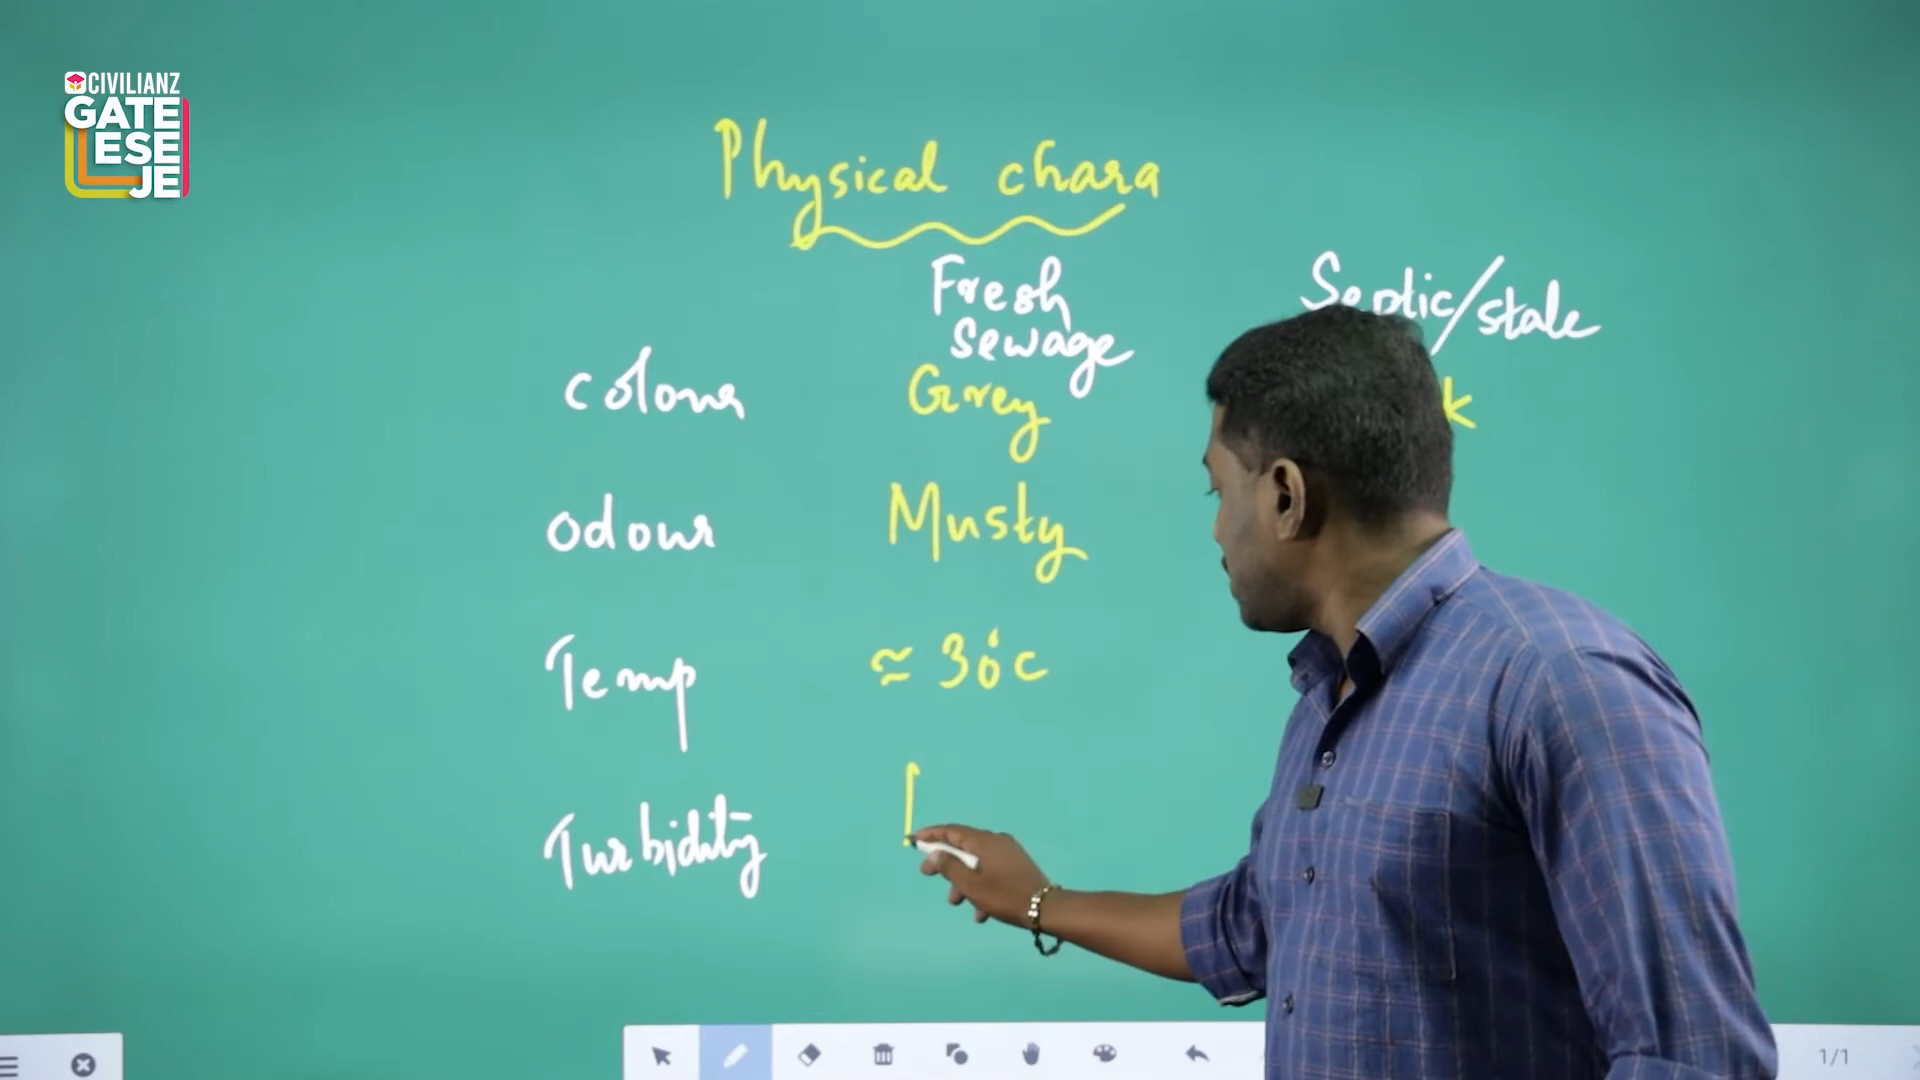 CIVILIANZ
GATE
ESE
JE
Physical chara
Fresh
Sewage
Septic/stale
Colour
Grey
k
Odour
Musty
Temp
≈ 30°c
Turbidity
1/1